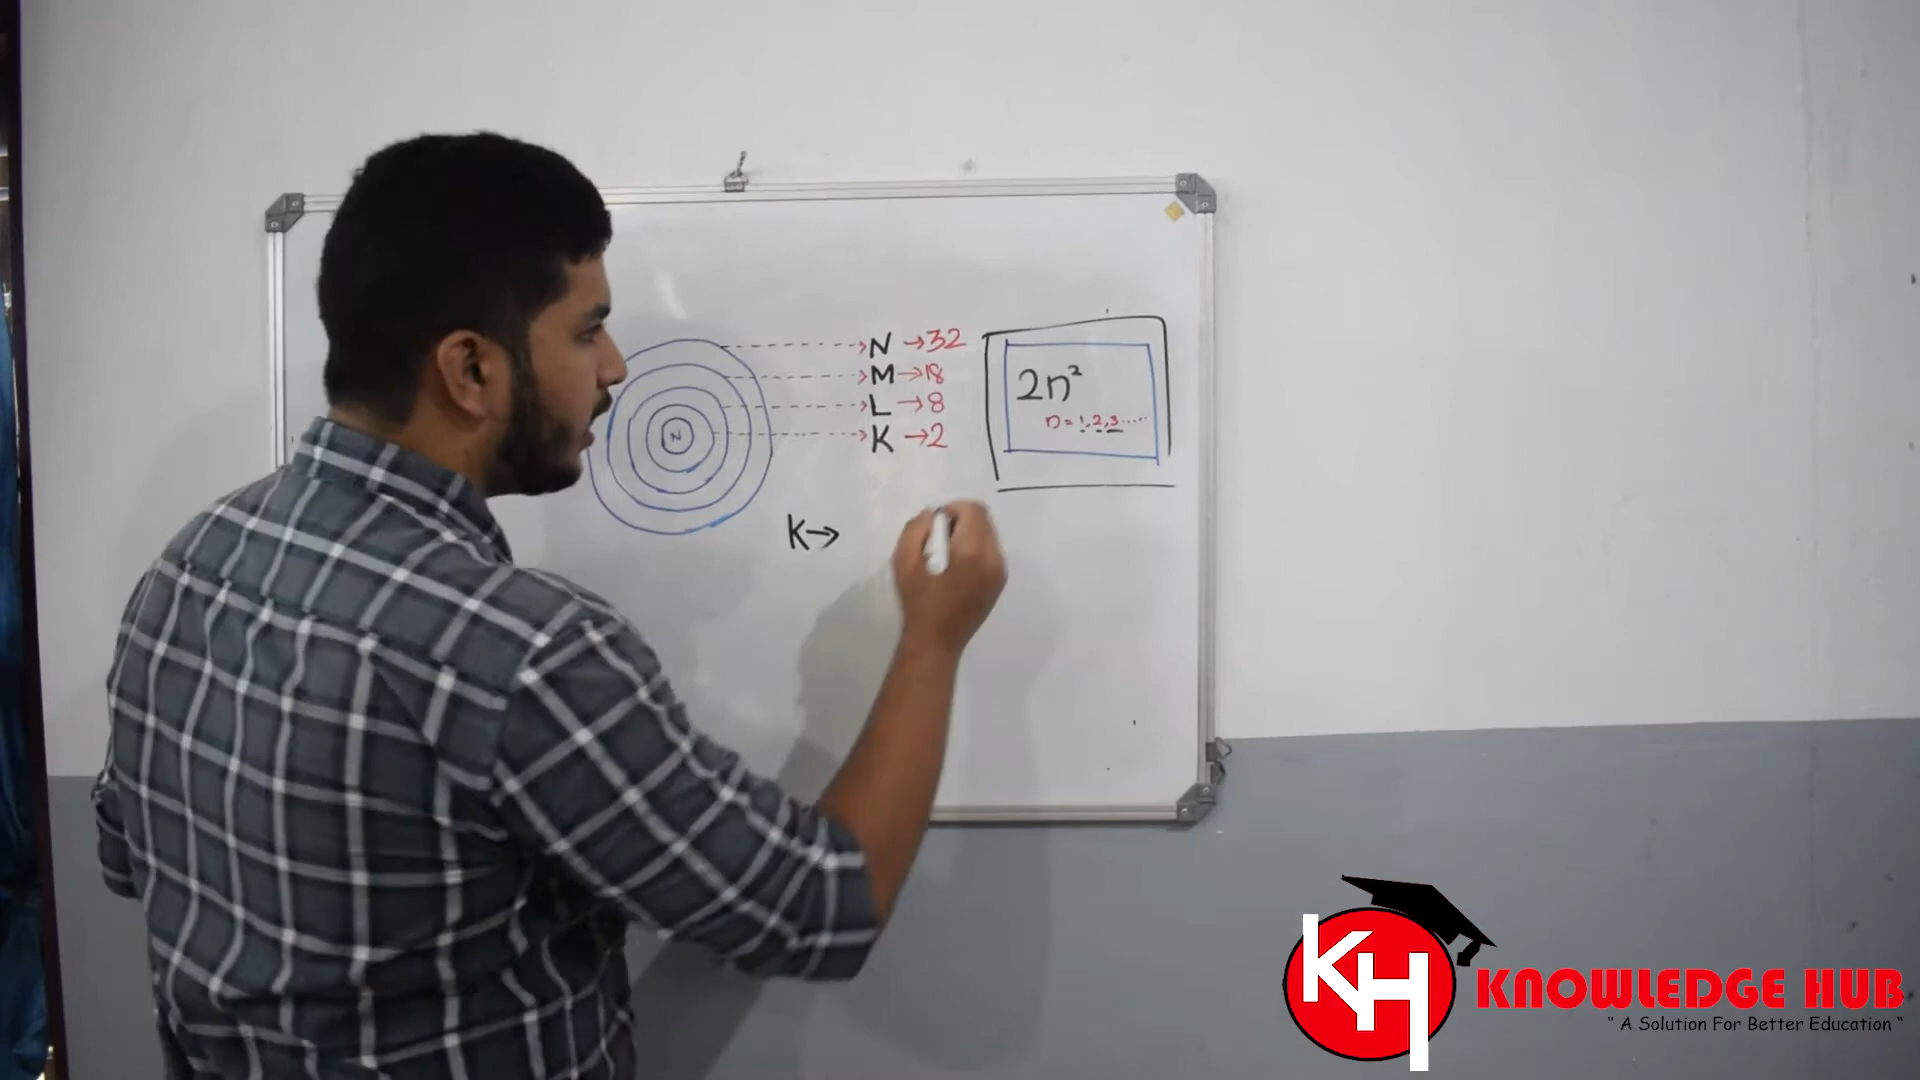 N →32
M →18
L →8
K →2
N
2n²
n = 1,2,3.....
K→
KH
KNOWLEDGE HUB
" A Solution For Better Education "